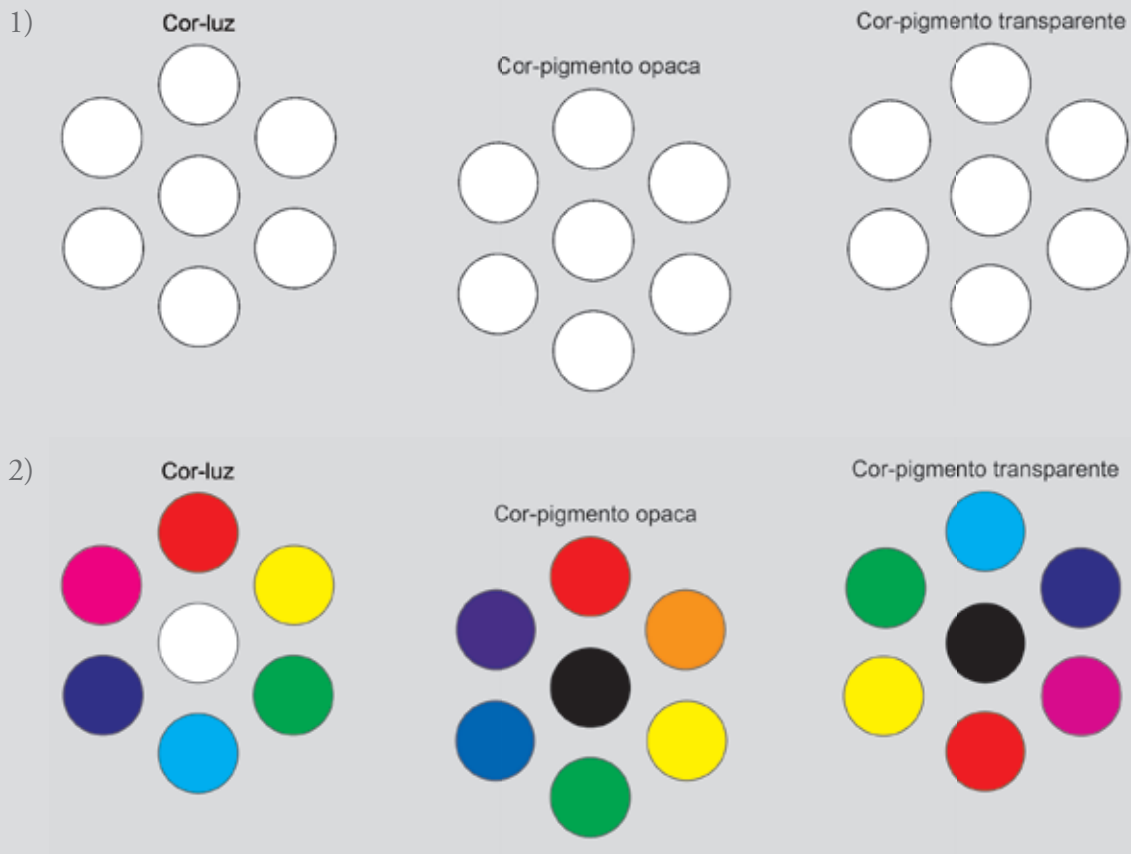 1)
Cor-luz
Cor-pigmento opaca
Cor-pigmento transparente
2)
Cor-luz
Cor-pigmento opaca
Cor-pigmento transparente